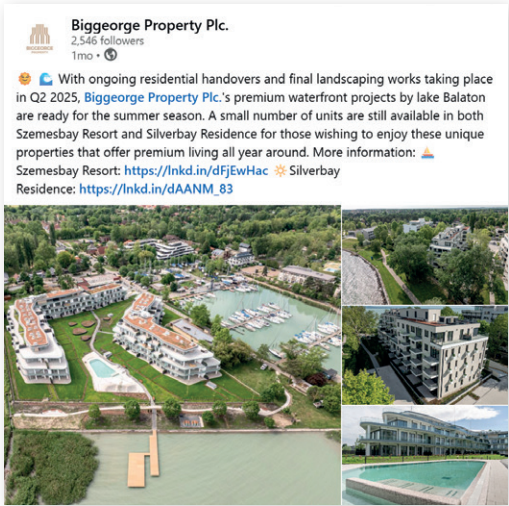 BIGGEORGE
PROPERTY
Biggeorge Property Plc.
2,546 followers
1mo •
With ongoing residential handovers and final landscaping works taking place
in Q2 2025, Biggeorge Property Plc.'s premium waterfront projects by lake Balaton
are ready for the summer season. A small number of units are still available in both
Szemesbay Resort and Silverbay Residence for those wishing to enjoy these unique
properties that offer premium living all year around. More information:
Szemesbay Resort: https://lnkd.in/dFjEwHac Silverbay
Residence: https://lnkd.in/dAANM_83